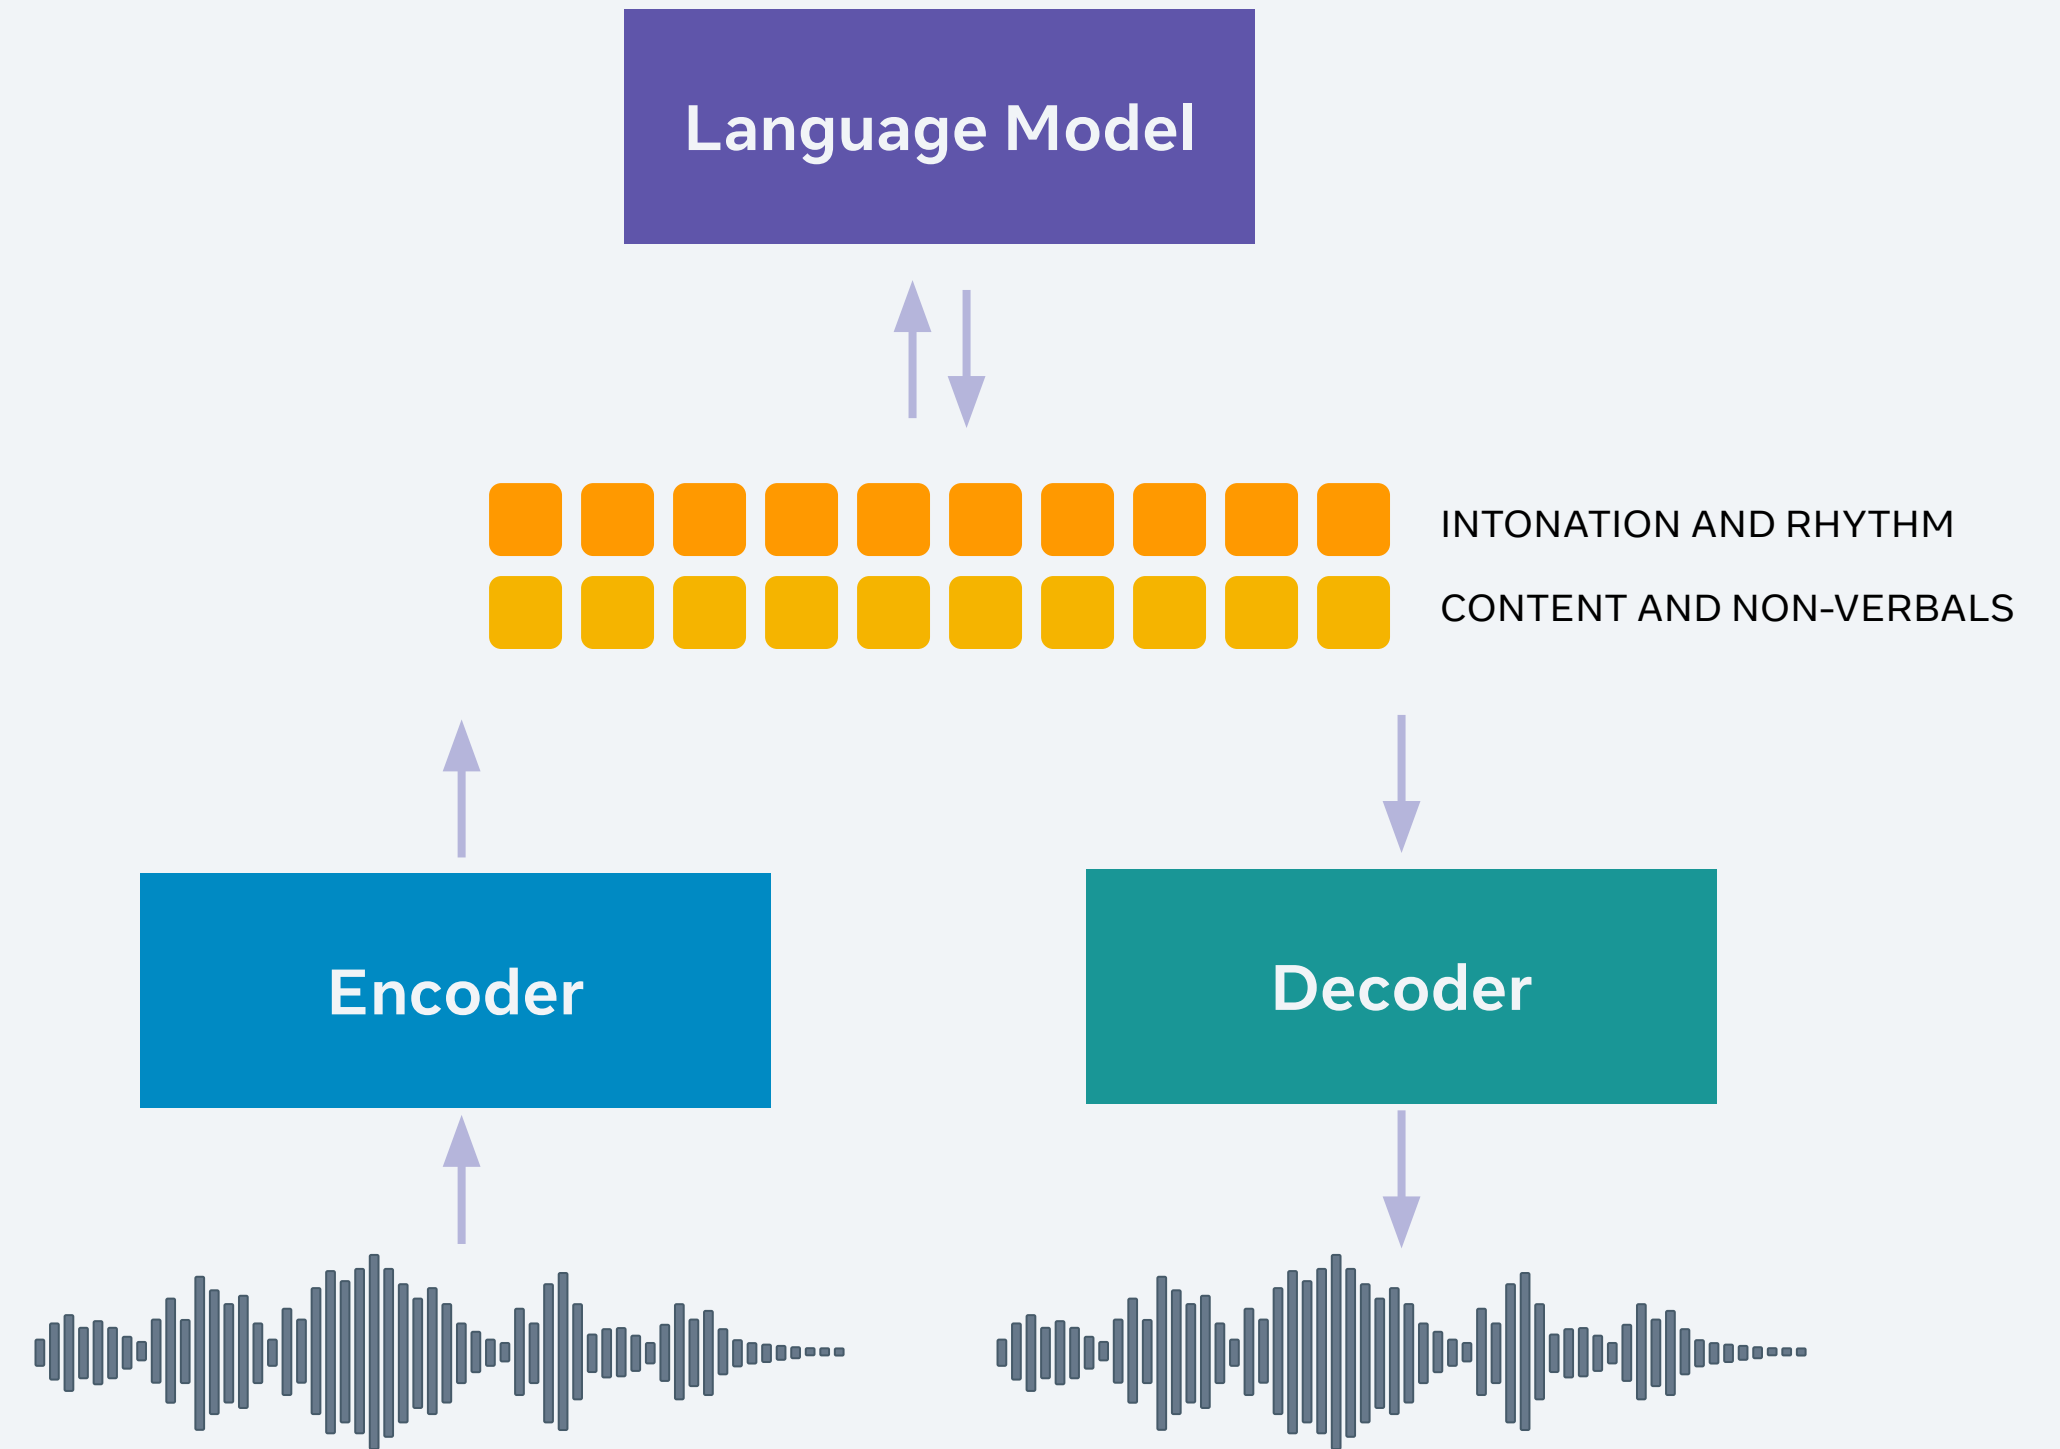 Language Model
INTONATION AND RHYTHM
CONTENT AND NON-VERBALS
Encoder
Decoder